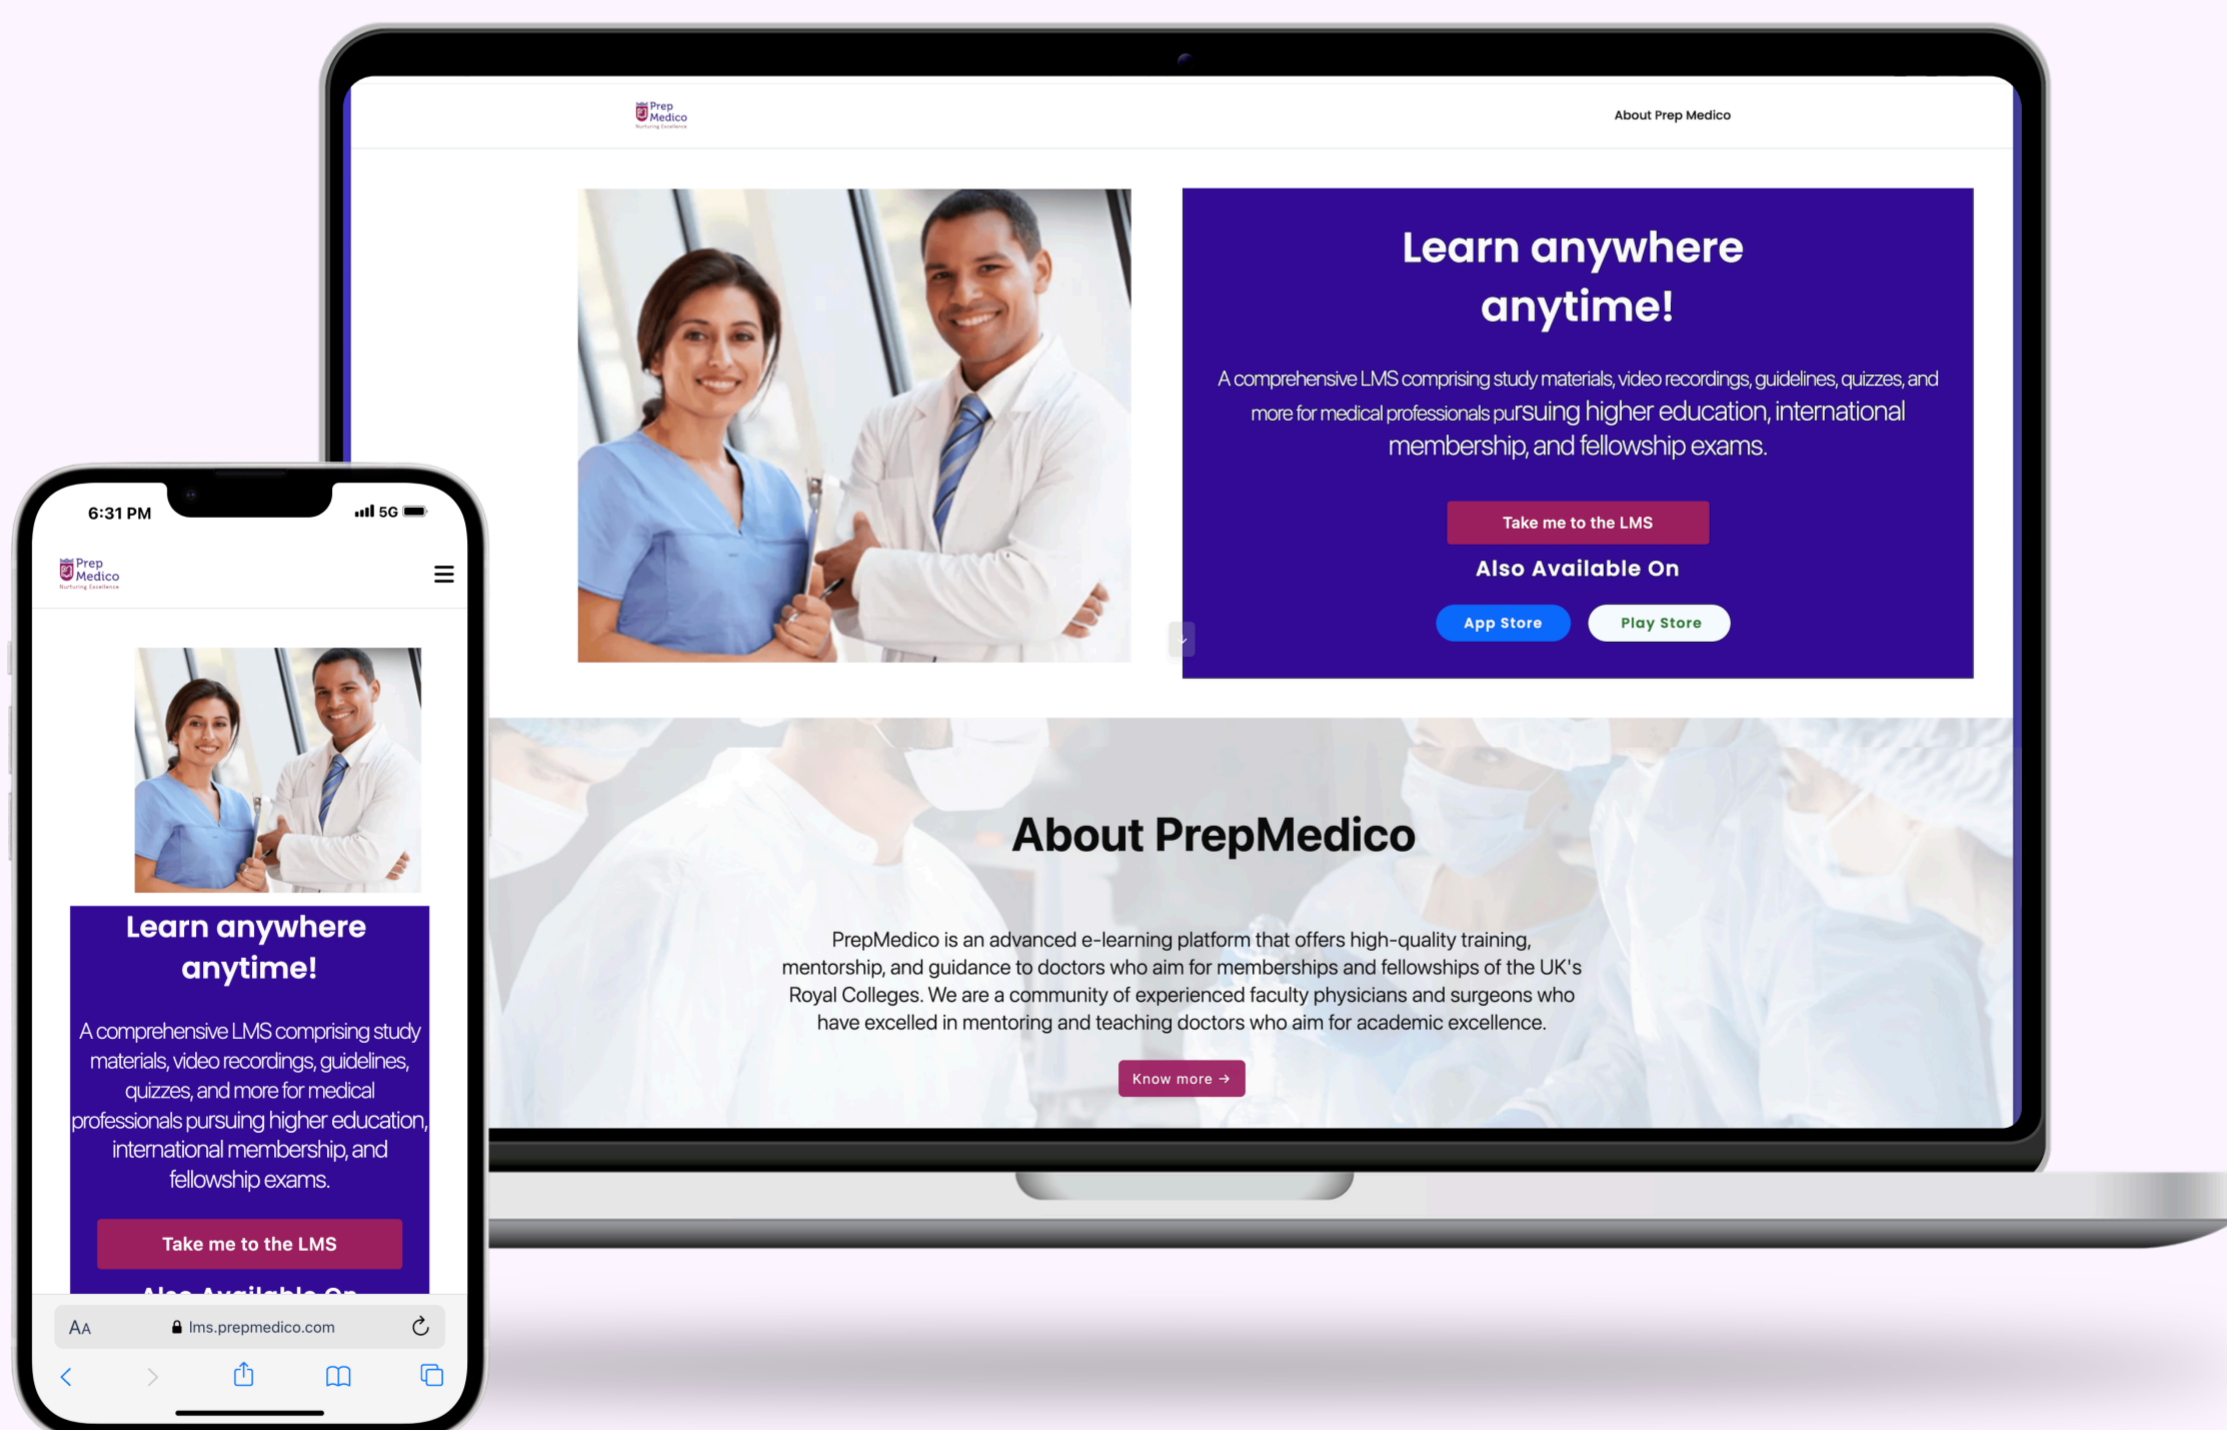 Prep
Medico
Nurturing Excellence
About Prep Medico
Learn anywhere
anytime!
A comprehensive LMS comprising study materials, video recordings, guidelines, quizzes, and
more for medical professionals pursuing higher education, international
membership, and fellowship exams.
Take me to the LMS
Also Available On
App Store
Play Store
About PrepMedico
PrepMedico is an advanced e-learning platform that offers high-quality training,
mentorship, and guidance to doctors who aim for memberships and fellowships of the UK's
Royal Colleges. We are a community of experienced faculty physicians and surgeons who
have excelled in mentoring and teaching doctors who aim for academic excellence.
Know more →
6:31 PM
5G
Prep
Medico
Nurturing Excellence
Learn anywhere
anytime!
A comprehensive LMS comprising study
materials, video recordings, guidelines,
quizzes, and more for medical
professionals pursuing higher education,
international membership, and
fellowship exams.
Take me to the LMS
Also Available On
AA
lms.prepmedico.com